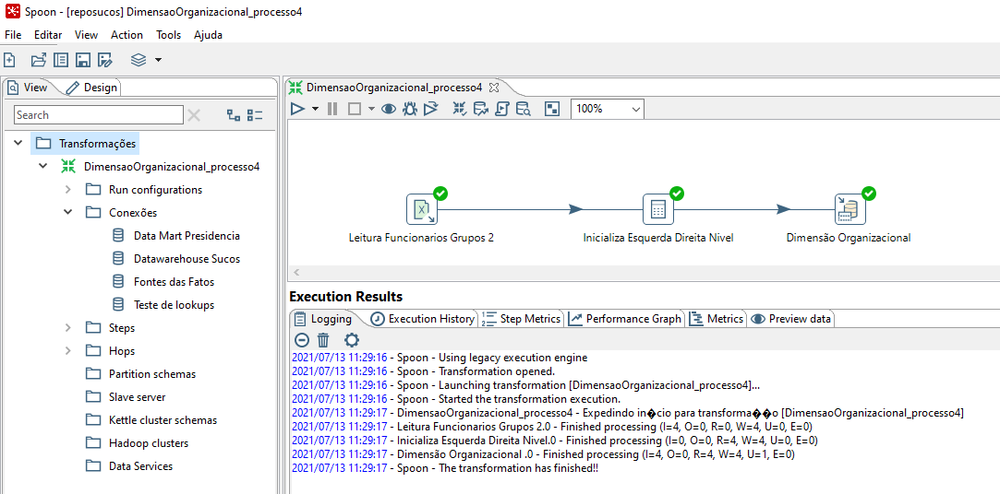 Spoon - [reposucos] DimensaoOrganizacional_processo4
File Editar View Action Tools Ajuda
View Design
Search
Transformações
DimensaoOrganizacional_processo4
Run configurations
Conexões
Data Mart Presidencia
Datawarehouse Sucos
Fontes das Fatos
Teste de lookups
Steps
Hops
Partition schemas
Slave server
Kettle cluster schemas
Hadoop clusters
Data Services
DimensaoOrganizacional_processo4
100%
Leitura Funcionarios Grupos 2 Inicializa Esquerda Direita Nivel Dimensão Organizacional
Execution Results
Logging Execution History Step Metrics Performance Graph Metrics Preview data
2021/07/13 11:29:16 - Spoon - Using legacy execution engine
2021/07/13 11:29:16 - Spoon - Transformation opened.
2021/07/13 11:29:16 - Spoon - Launching transformation [DimensaoOrganizacional_processo4]...
2021/07/13 11:29:16 - Spoon - Started the transformation execution.
2021/07/13 11:29:17 - DimensaoOrganizacional_processo4 - Expedindo in�cio para transforma��o [DimensaoOrganizacional_processo4]
2021/07/13 11:29:17 - Leitura Funcionarios Grupos 2.0 - Finished processing (I=4, O=0, R=0, W=4, U=0, E=0)
2021/07/13 11:29:17 - Inicializa Esquerda Direita Nivel.0 - Finished processing (I=0, O=0, R=4, W=4, U=0, E=0)
2021/07/13 11:29:17 - Dimensão Organizacional .0 - Finished processing (I=4, O=0, R=4, W=4, U=1, E=0)
2021/07/13 11:29:17 - Spoon - The transformation has finished!!